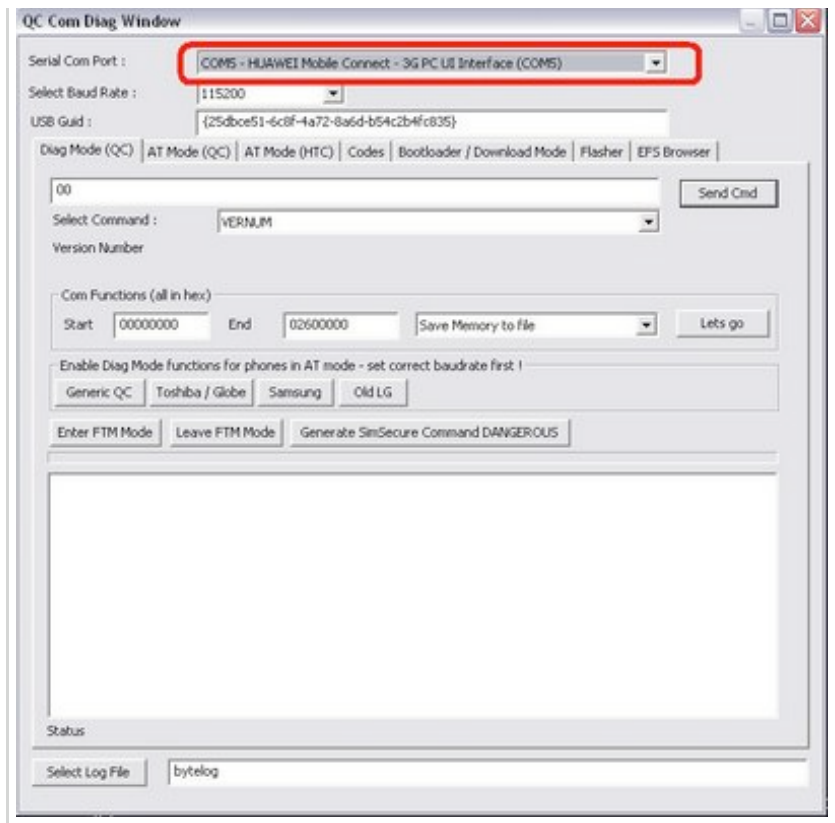 QC Com Diag Window
Serial Com Port : COM5 - HUAWEI Mobile Connect - 3G PC UI Interface (COM5)
Select Baud Rate : 115200
USB Guid : {25dbce51-6c8f-4a72-8a6d-b54c2b4fc835}
Diag Mode (QC) AT Mode (QC) AT Mode (HTC) Codes Bootloader / Download Mode Flasher EFS Browser
00 Send Cmd
Select Command : VERNUM
Version Number
Com Functions (all in hex)
Start 00000000 End 02600000 Save Memory to file Lets go
Enable Diag Mode functions for phones in AT mode - set correct baudrate first !
Generic QC Toshiba / Globe Samsung Old LG
Enter FTM Mode Leave FTM Mode Generate SimSecure Command DANGEROUS
Status
Select Log File bytelog